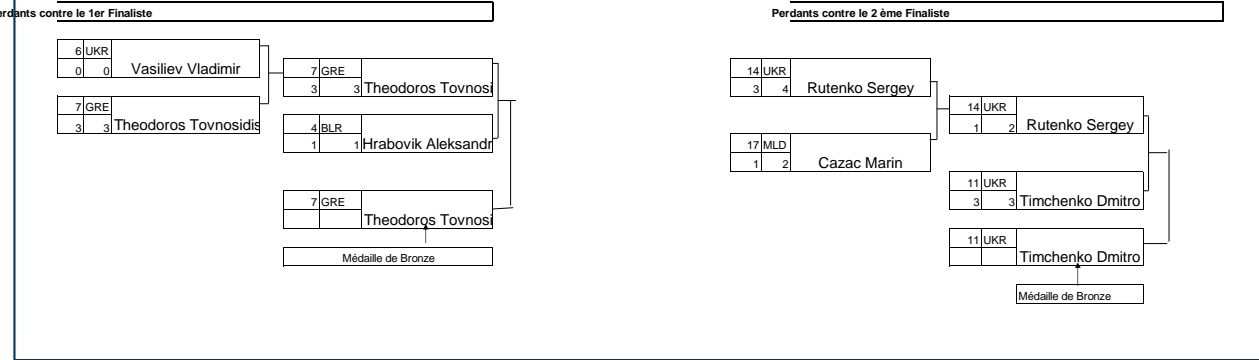 erdants contre le 1er Finaliste
Perdants contre le 2 ème Finaliste
6 UKR
0 0 Vasiliev Vladimir
7 GRE
3 3 Theodoros Tovnosidis
7 GRE
3 3 Theodoros Tovnosi
4 BLR
1 1 Hrabovik Aleksandr
7 GRE
Theodoros Tovnosi
Médaille de Bronze
14 UKR
3 4 Rutenko Sergey
17 MLD
1 2 Cazac Marin
14 UKR
1 2 Rutenko Sergey
11 UKR
3 3 Timchenko Dmitro
11 UKR
Timchenko Dmitro
Médaille de Bronze